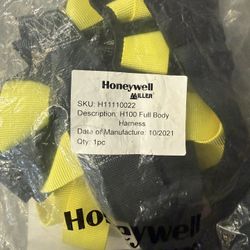 Honeywell
MILLER
SKU: H11110022
Description: H100 Full Body
Harness
Date of Manufacture: 10/2021
Qty: 1pc
Honeywell